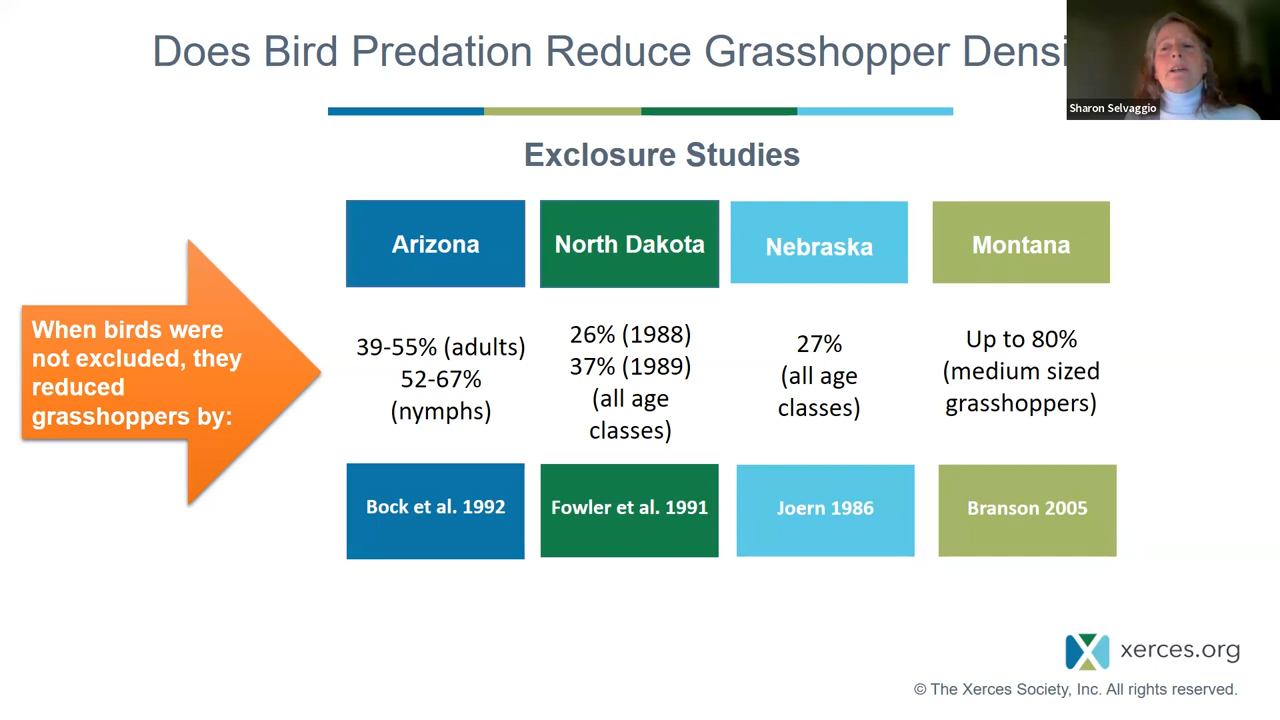 Does Bird Predation Reduce Grasshopper
Sharon Selvaggio
Exclosure Studies
Arizona
North Dakota
Nebraska
Montana
When birds were
not excluded, they
reduced
grasshoppers by:
39-55% (adults)
52-67%
(nymphs)
26% (1988)
37% (1989)
(all age
classes)
27%
(all age
classes)
Up to 80%
(medium sized
grasshoppers)
Bock et al. 1992
Fowler et al. 1991
Joern 1986
Branson 2005
xerces.org
© The Xerces Society, Inc. All rights reserved.